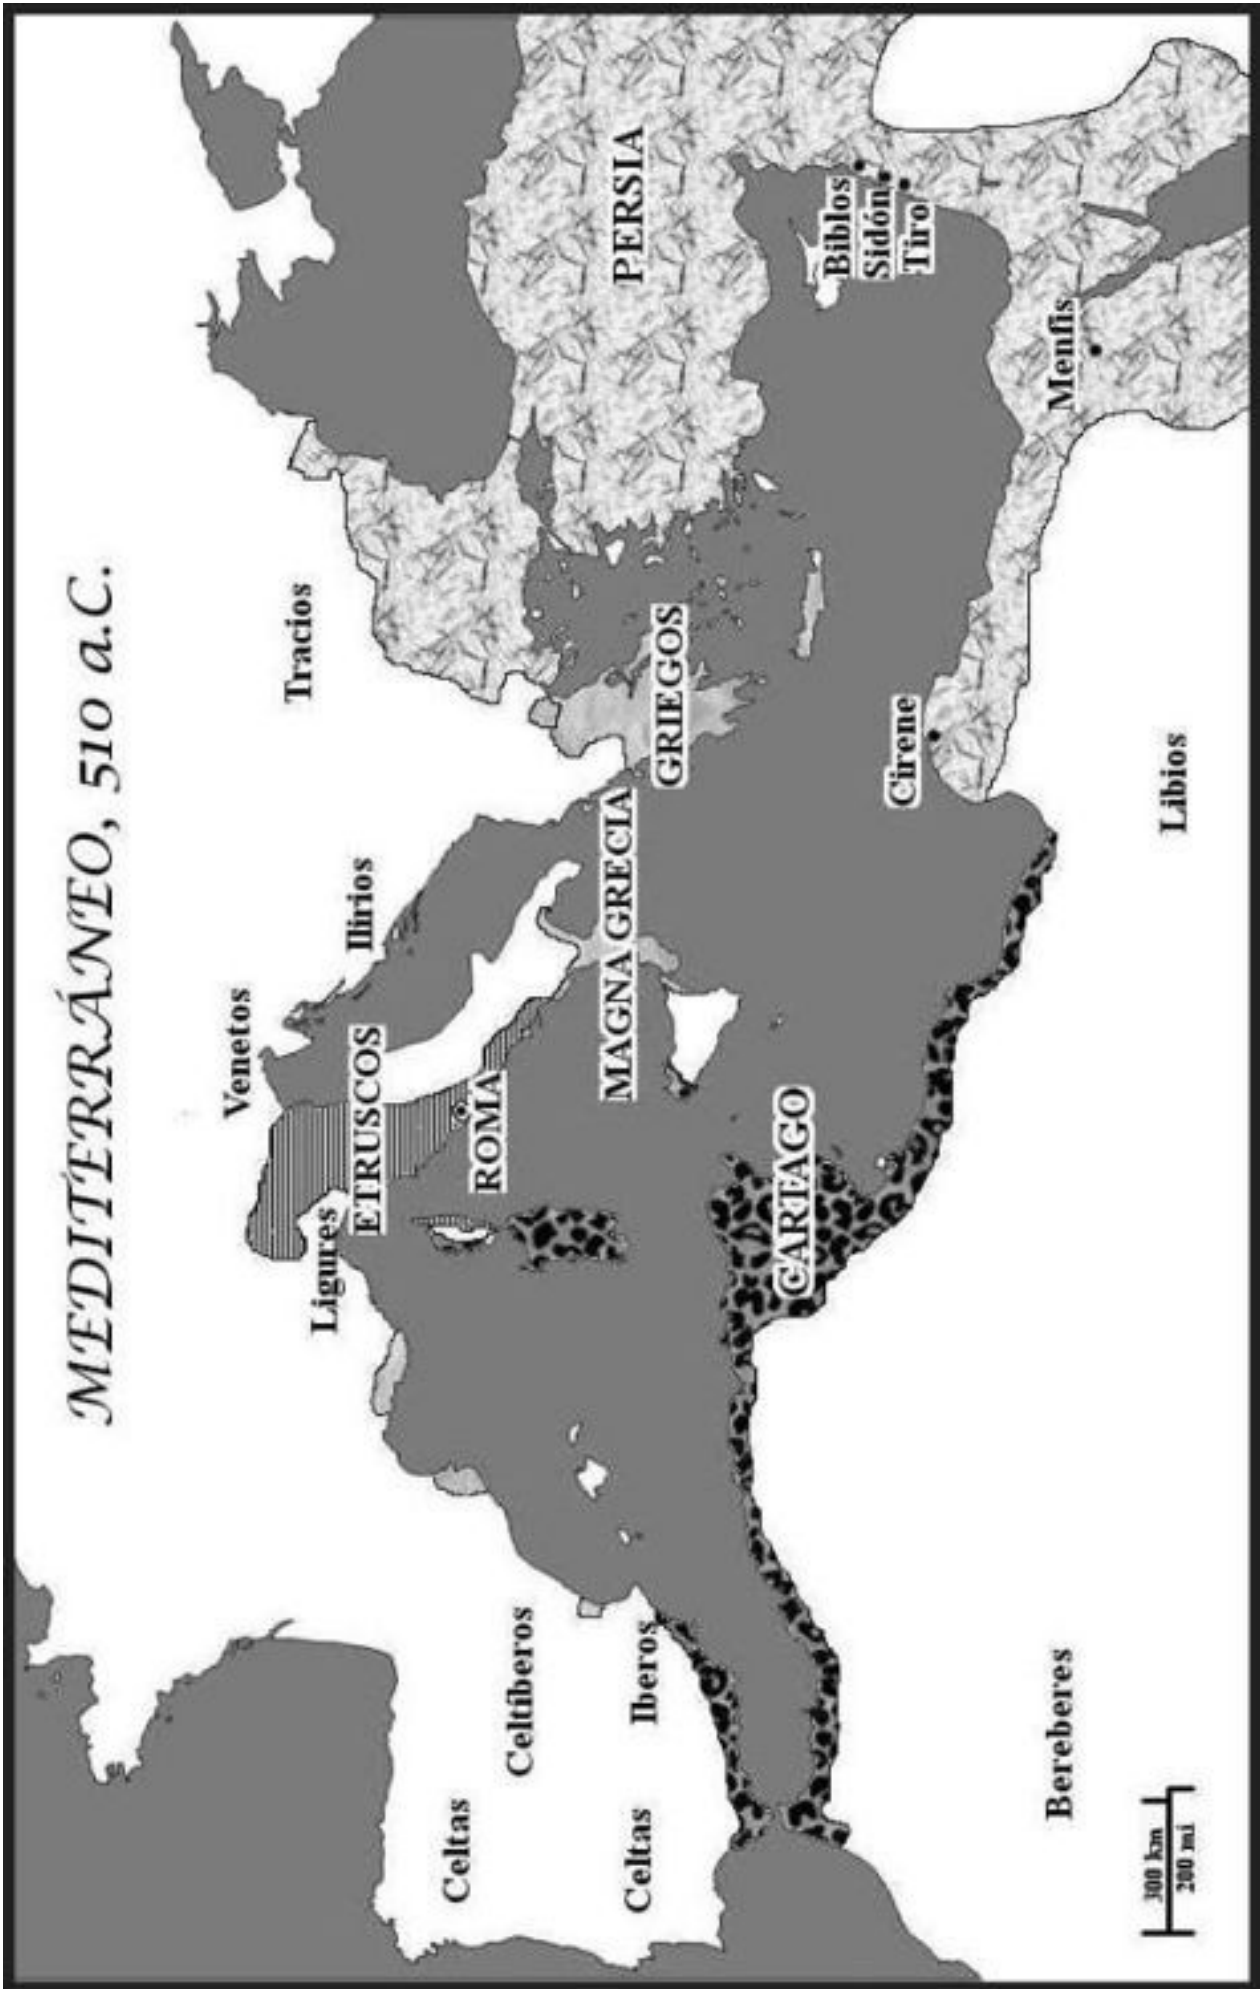 MEDITERRÁNEO, 510 a.C.
Venetos
Ilirios
Tracios
Ligures
ETRUSCOS
ROMA
Celtas
Celtiberos
Iberos
Celtas
MAGNA GRECIA
GRIEGOS
PERSIA
CARTAGO
Cirene
Biblos
Sidón
Tiro
Menfis
Bereberes
Libios
300 km
200 mi